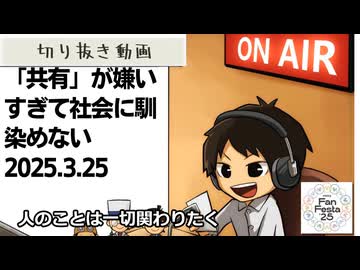 切り抜き動画
ON AIR
「共有」が嫌い
すぎて社会に馴
染めない
2025.3.25
Fan
Festa
'25
人のことは一切関わりたく